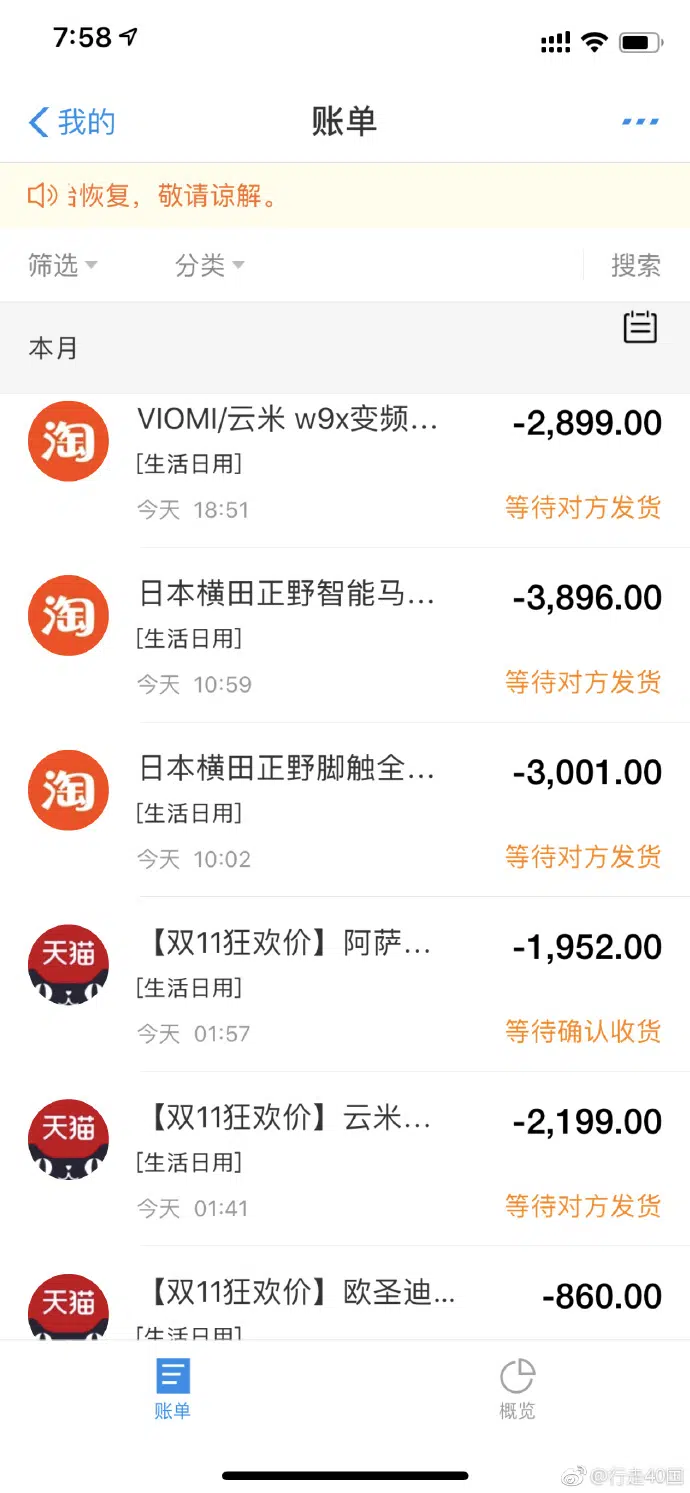 7:58
我的
账单
恢复，敬请谅解。
筛选
分类
搜索
本月
淘
VIOMI/云米 w9x变频...
-2,899.00
[生活日用]
今天 18:51
等待对方发货
淘
日本横田正野智能马...
-3,896.00
[生活日用]
今天 10:59
等待对方发货
淘
日本横田正野脚触全...
-3,001.00
[生活日用]
今天 10:02
等待对方发货
天猫
【双11狂欢价】阿萨...
-1,952.00
[生活日用]
今天 01:57
等待确认收货
天猫
【双11狂欢价】云米...
-2,199.00
[生活日用]
今天 01:41
等待对方发货
天猫
【双11狂欢价】欧圣迪...
-860.00
[生活日用]
账单
概览
@行走40国